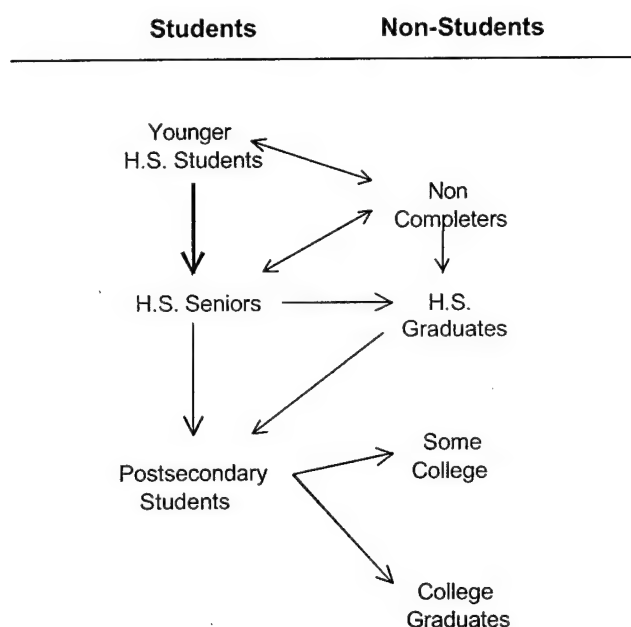 Students Non-Students
Younger
H.S. Students
Non
Completers
H.S. Seniors
H.S.
Graduates
Postsecondary
Students
Some
College
College
Graduates